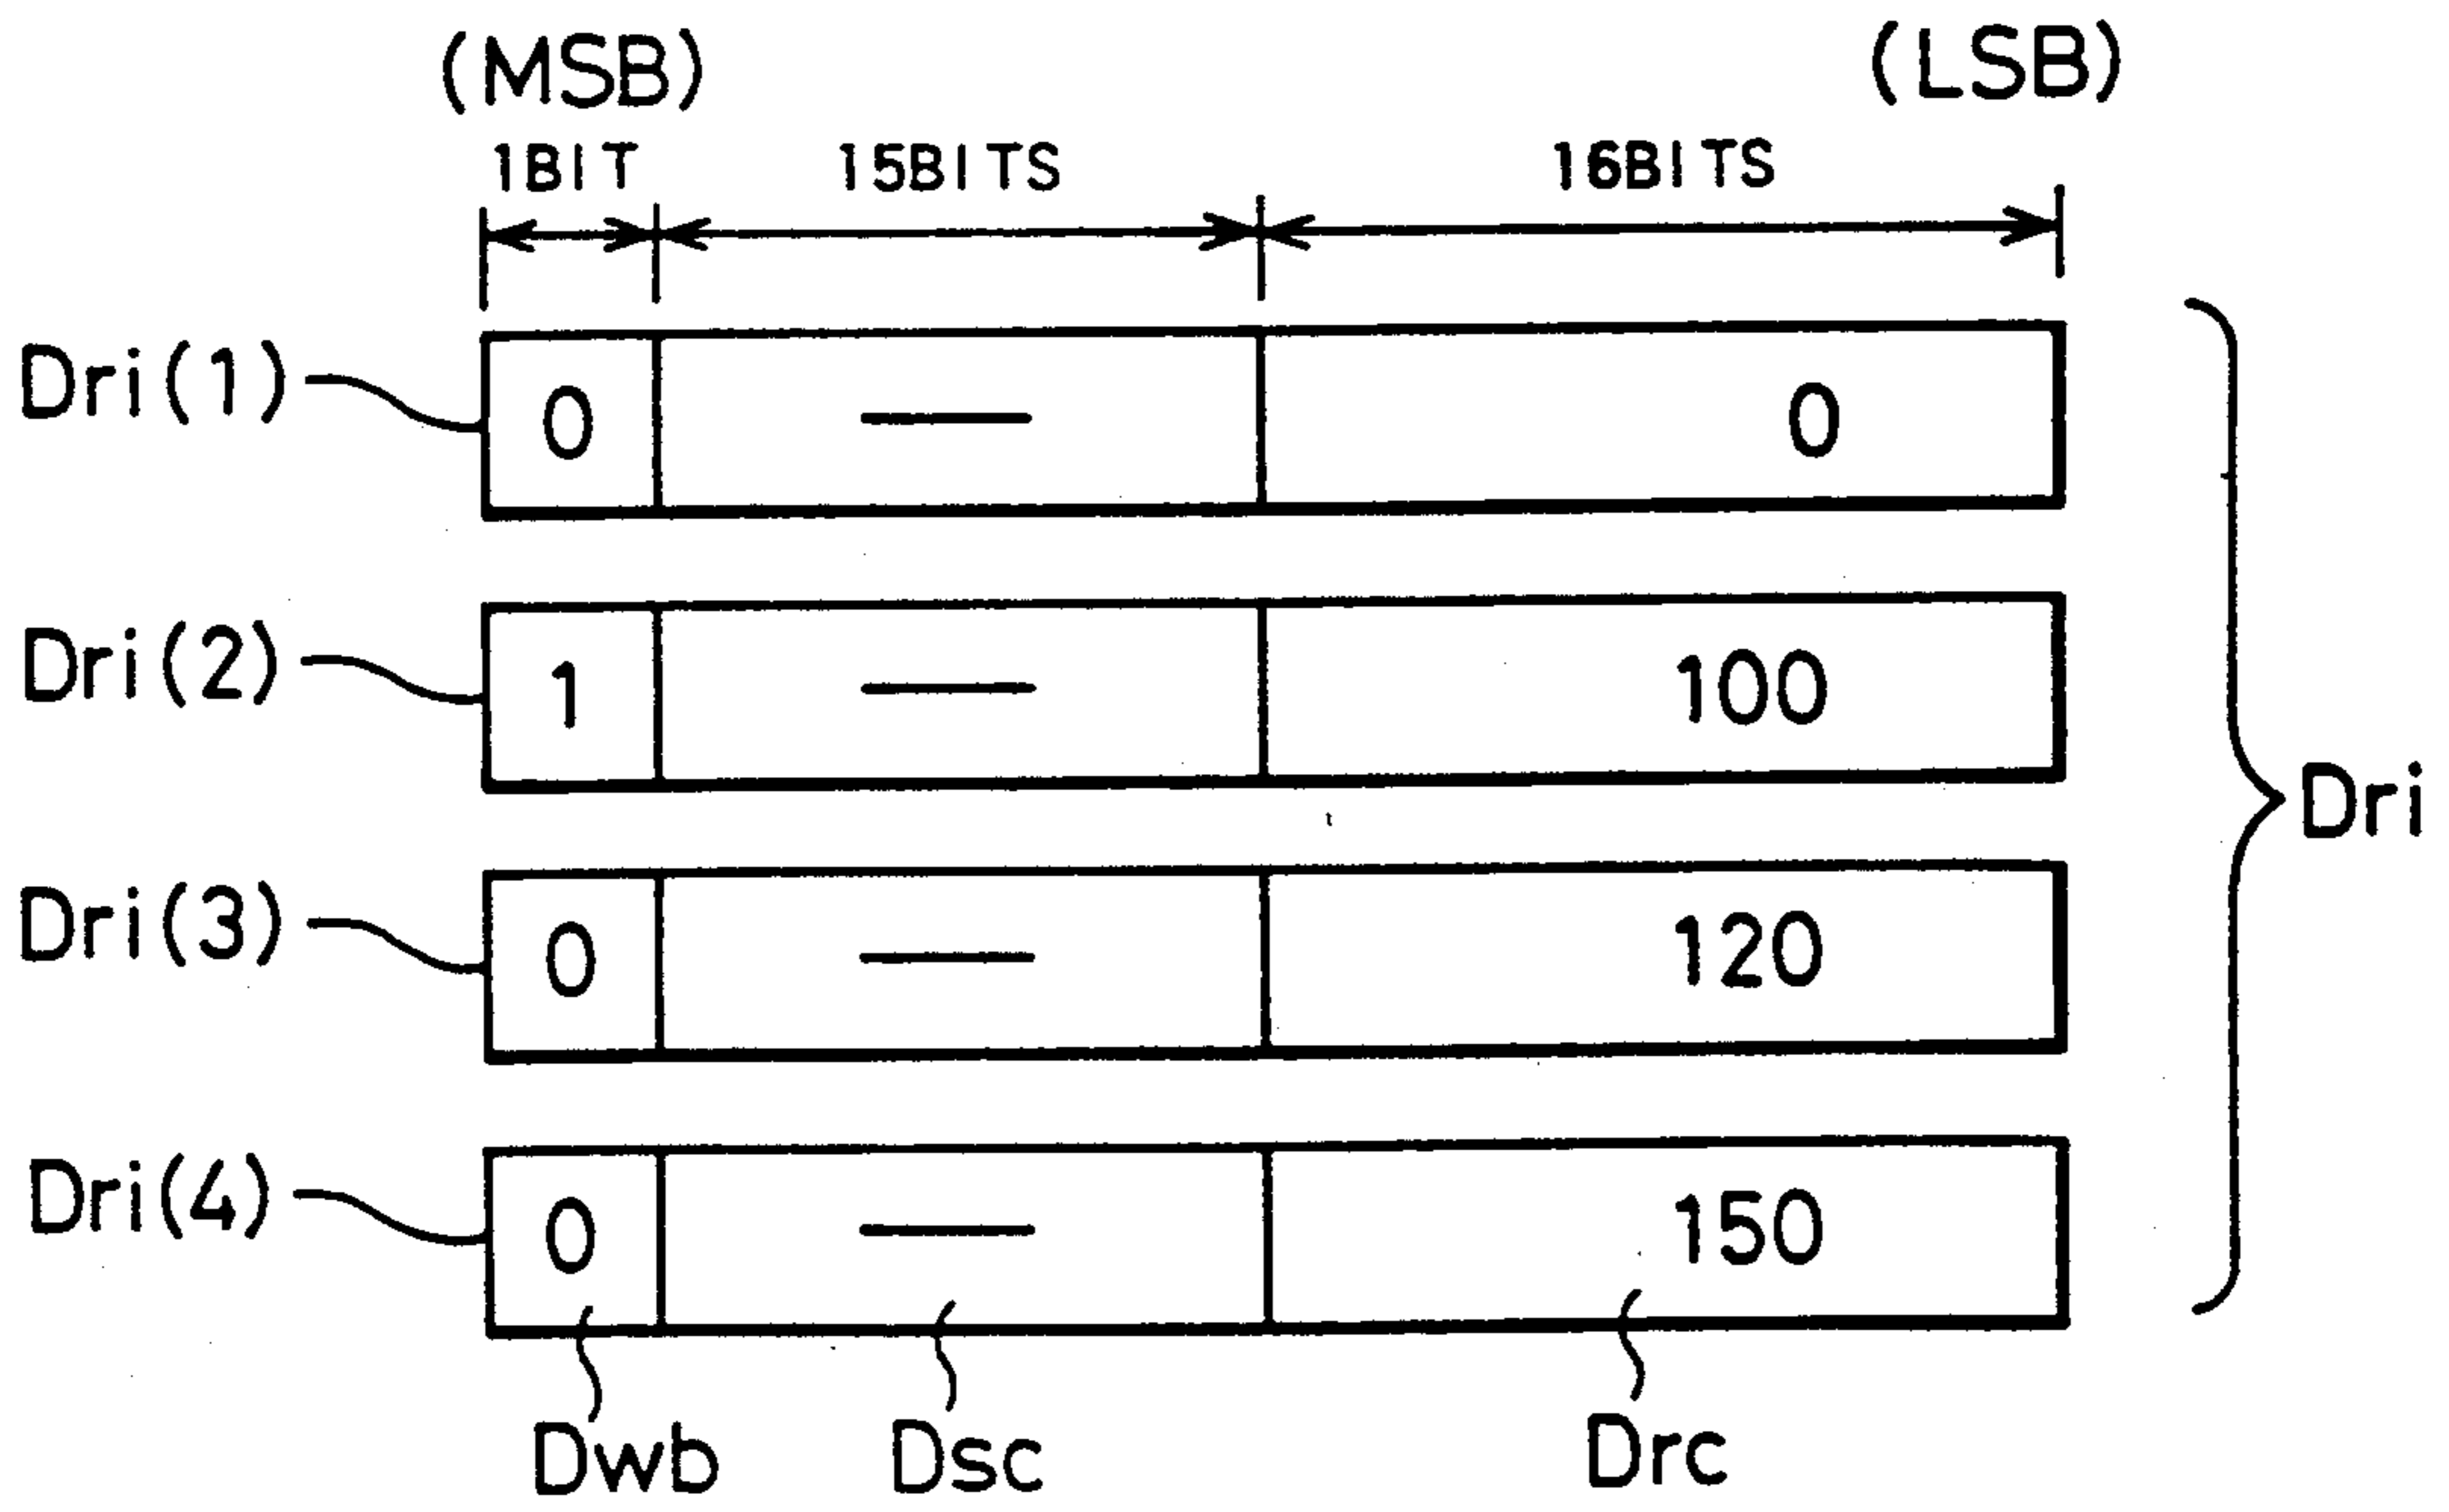 (MSB) (LSB)
1BIT 15BITS 16BITS
Dri(1) 0 — 0
Dri(2) 1 — 100
Dri(3) 0 — 120
Dri(4) 0 — 150
Dri
Dwb Dsc Drc